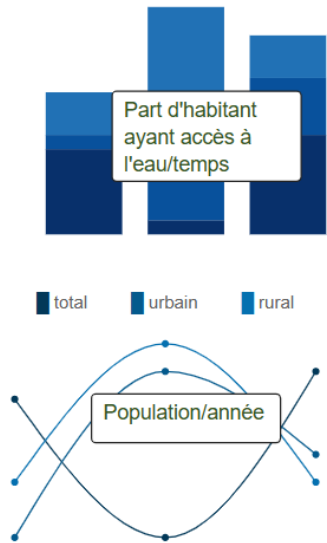 Part d'habitant
ayant accès à
l'eau/temps
total urbain rural
Population/année